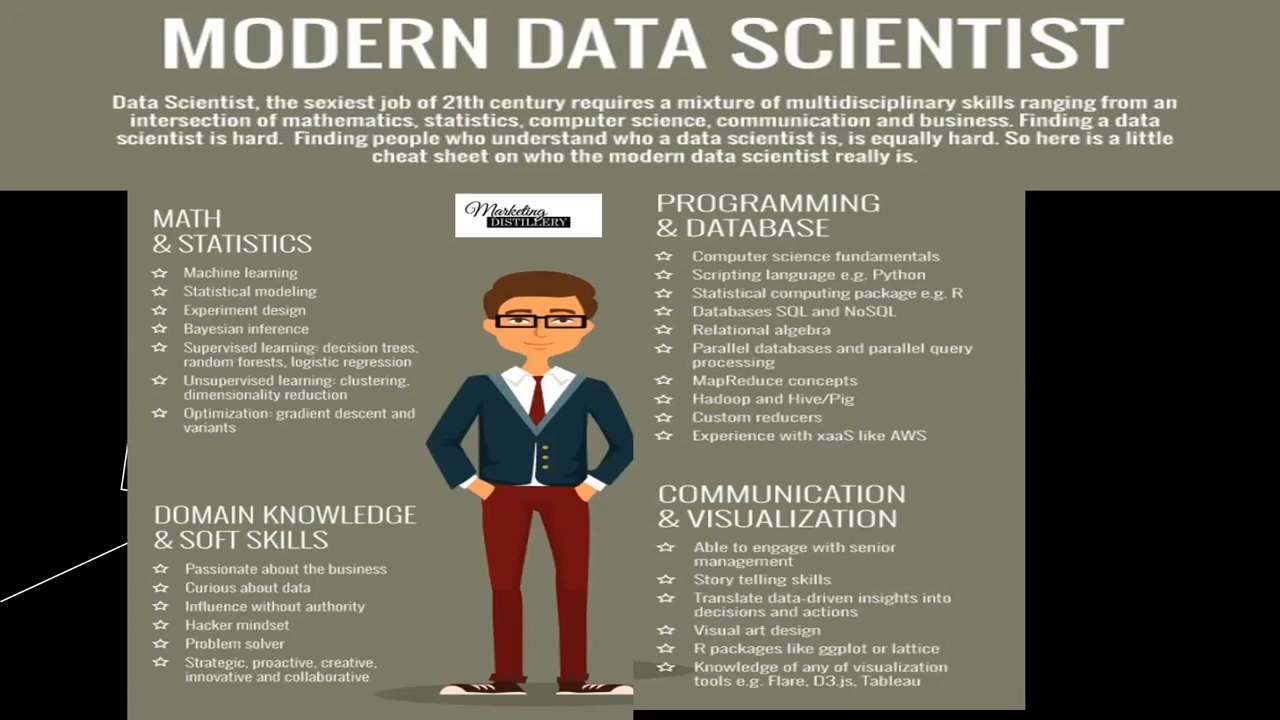 MODERN DATA SCIENTIST
Data Scientist, the sexiest job of 21th century requires a mixture of multidisciplinary skills ranging from an
intersection of mathematics, statistics, computer science, communication and business. Finding a data
scientist is hard. Finding people who understand who a data scientist is, is equally hard. So here is a little
cheat sheet on who the modern data scientist really is.
MATH
& STATISTICS
Machine learning
Statistical modeling
Experiment design
Bayesian inference
Supervised learning: decision trees,
random forests, logistic regression
Unsupervised learning: clustering,
dimensionality reduction
Optimization: gradient descent and
variants
DOMAIN KNOWLEDGE
& SOFT SKILLS
Passionate about the business
Curious about data
Influence without authority
Hacker mindset
Problem solver
Strategic, proactive, creative,
innovative and collaborative
Marketing
DISTILLERY
PROGRAMMING
& DATABASE
Computer science fundamentals
Scripting language e.g. Python
Statistical computing package e.g. R
Databases SQL and NoSQL
Relational algebra
Parallel databases and parallel query
processing
MapReduce concepts
Hadoop and Hive/Pig
Custom reducers
Experience with xaaS like AWS
COMMUNICATION
& VISUALIZATION
Able to engage with senior
management
Story telling skills
Translate data-driven insights into
decisions and actions
Visual art design
R packages like ggplot or lattice
Knowledge of any of visualization
tools e.g. Flare, D3.js, Tableau